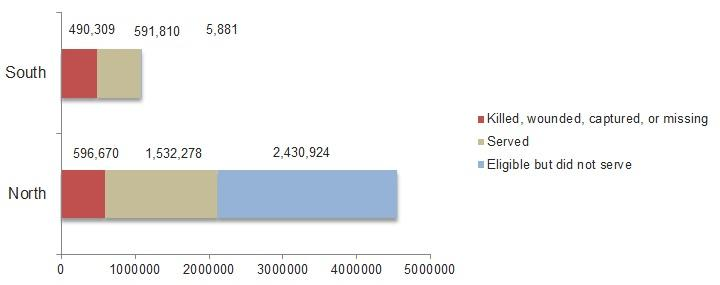 490,309 591,810 5,881
South
Killed, wounded, captured, or missing
Served
Eligible but did not serve
596,670 1,532,278 2,430,924
North
0 1000000 2000000 3000000 4000000 5000000